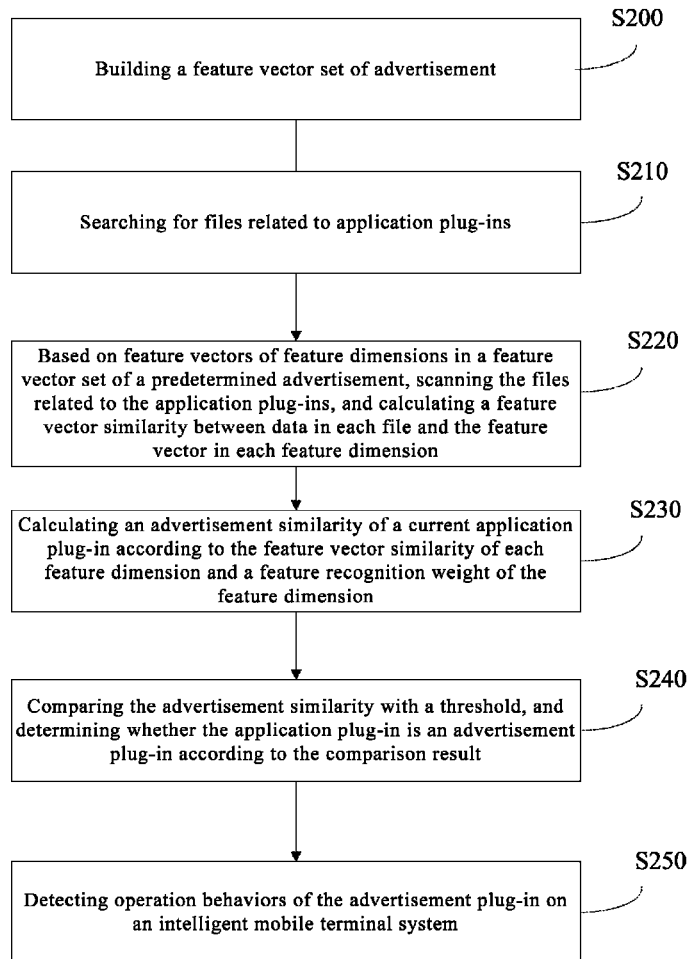 S200
Building a feature vector set of advertisement
S210
Searching for files related to application plug-ins
S220
Based on feature vectors of feature dimensions in a feature
vector set of a predetermined advertisement, scanning the files
related to the application plug-ins, and calculating a feature
vector similarity between data in each file and the feature
vector in each feature dimension
S230
Calculating an advertisement similarity of a current application
plug-in according to the feature vector similarity of each
feature dimension and a feature recognition weight of the
feature dimension
S240
Comparing the advertisement similarity with a threshold, and
determining whether the application plug-in is an advertisement
plug-in according to the comparison result
S250
Detecting operation behaviors of the advertisement plug-in on
an intelligent mobile terminal system